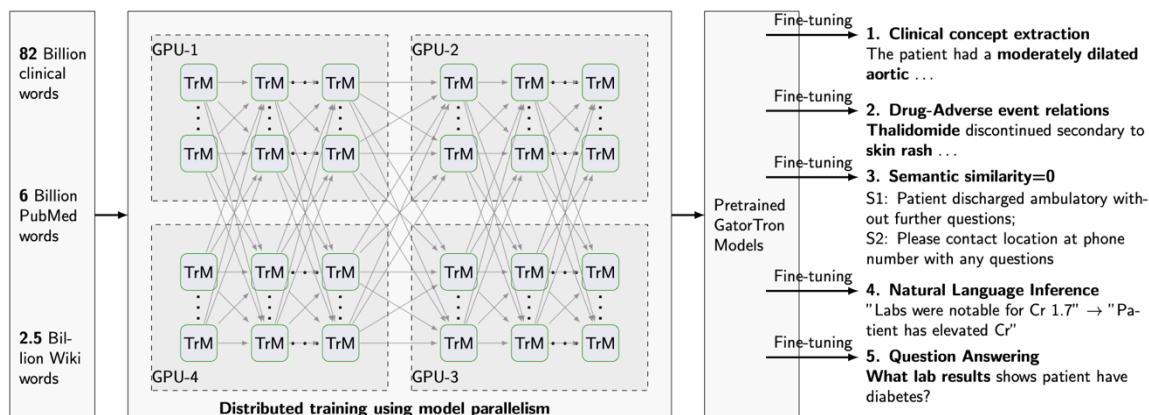 82 Billion
clinical
words
6 Billion
PubMed
words
2.5 Bil-
lion Wiki
words
GPU-1
TrM TrM TrM
TrM TrM TrM
GPU-2
TrM TrM TrM
TrM TrM TrM
TrM TrM TrM
TrM TrM TrM
GPU-4
TrM TrM TrM
TrM TrM TrM
GPU-3
Distributed training using model parallelism
Pretrained
GatorTron
Models
Fine-tuning
1. Clinical concept extraction
The patient had a moderately dilated
aortic ...
Fine-tuning
2. Drug-Adverse event relations
Thalidomide discontinued secondary to
skin rash ...
Fine-tuning
3. Semantic similarity=0
S1: Patient discharged ambulatory with-
out further questions;
S2: Please contact location at phone
number with any questions
Fine-tuning
4. Natural Language Inference
"Labs were notable for Cr 1.7" → "Pa-
tient has elevated Cr"
Fine-tuning
5. Question Answering
What lab results shows patient have
diabetes?